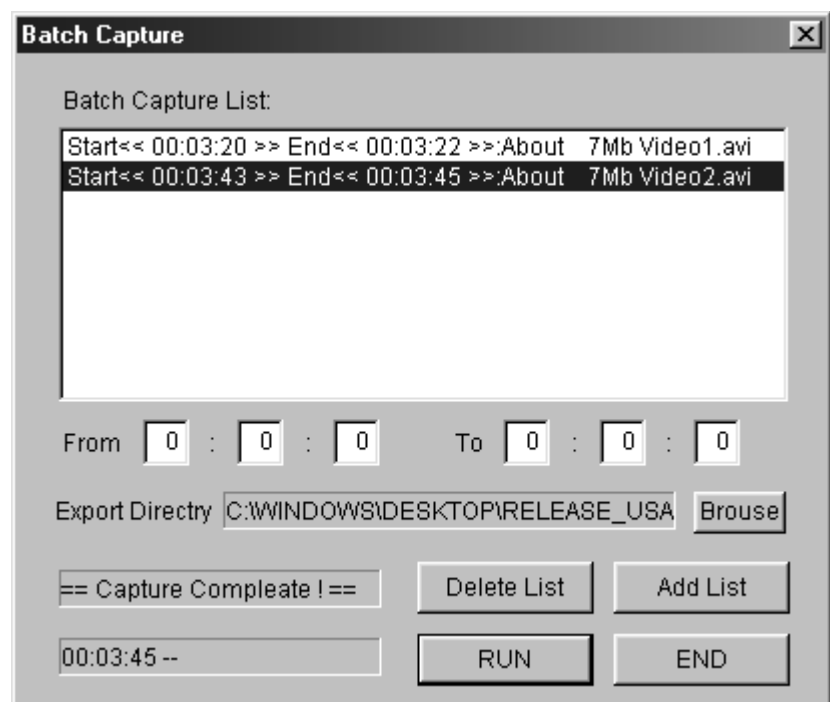 Batch Capture
Batch Capture List:
Start<< 00:03:20 >> End<< 00:03:22 >>:About 7Mb Video1.avi
Start<< 00:03:43 >> End<< 00:03:45 >>:About 7Mb Video2.avi
From 0 : 0 : 0 To 0 : 0 : 0
Export Directry C:\WINDOWS\DESKTOP\RELEASE_USA Brouse
== Capture Compleate ! == Delete List Add List
00:03:45 -- RUN END